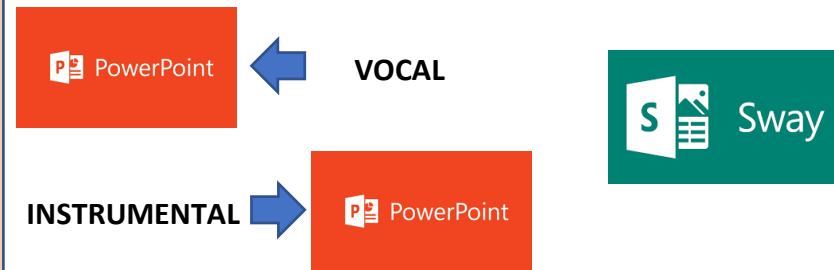 PowerPoint
VOCAL
Sway
INSTRUMENTAL
PowerPoint